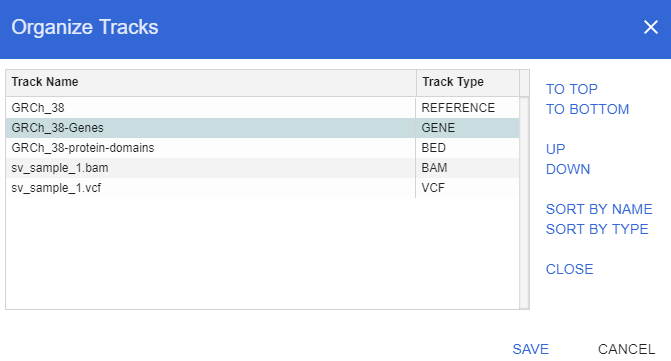 Organize Tracks
Track Name Track Type
GRCh_38 REFERENCE
GRCh_38-Genes GENE
GRCh_38-protein-domains BED
sv_sample_1.bam BAM
sv_sample_1.vcf VCF
TO TOP
TO BOTTOM
UP
DOWN
SORT BY NAME
SORT BY TYPE
CLOSE
SAVE CANCEL